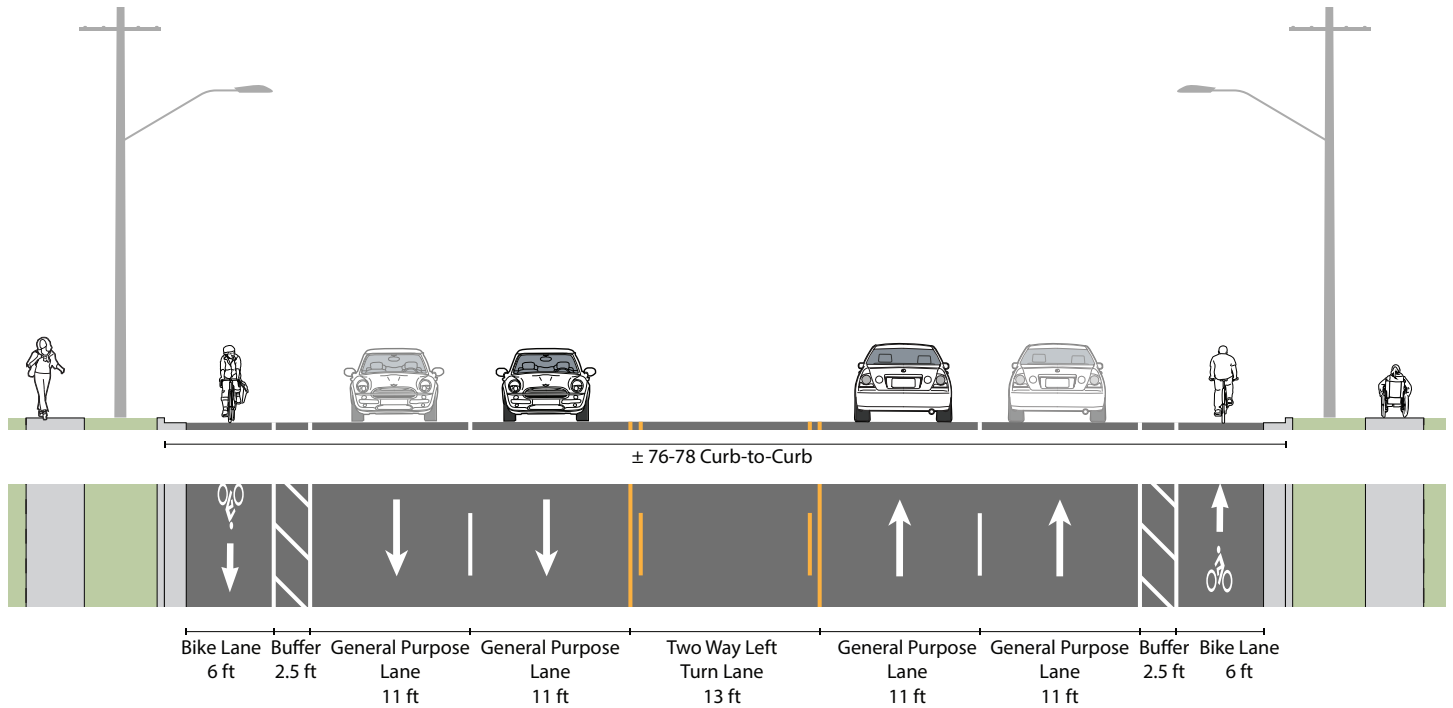 ± 76-78 Curb-to-Curb
Bike Lane
6 ft
Buffer
2.5 ft
General Purpose
Lane
11 ft
General Purpose
Lane
11 ft
Two Way Left
Turn Lane
13 ft
General Purpose
Lane
11 ft
General Purpose
Lane
11 ft
Buffer
2.5 ft
Bike Lane
6 ft